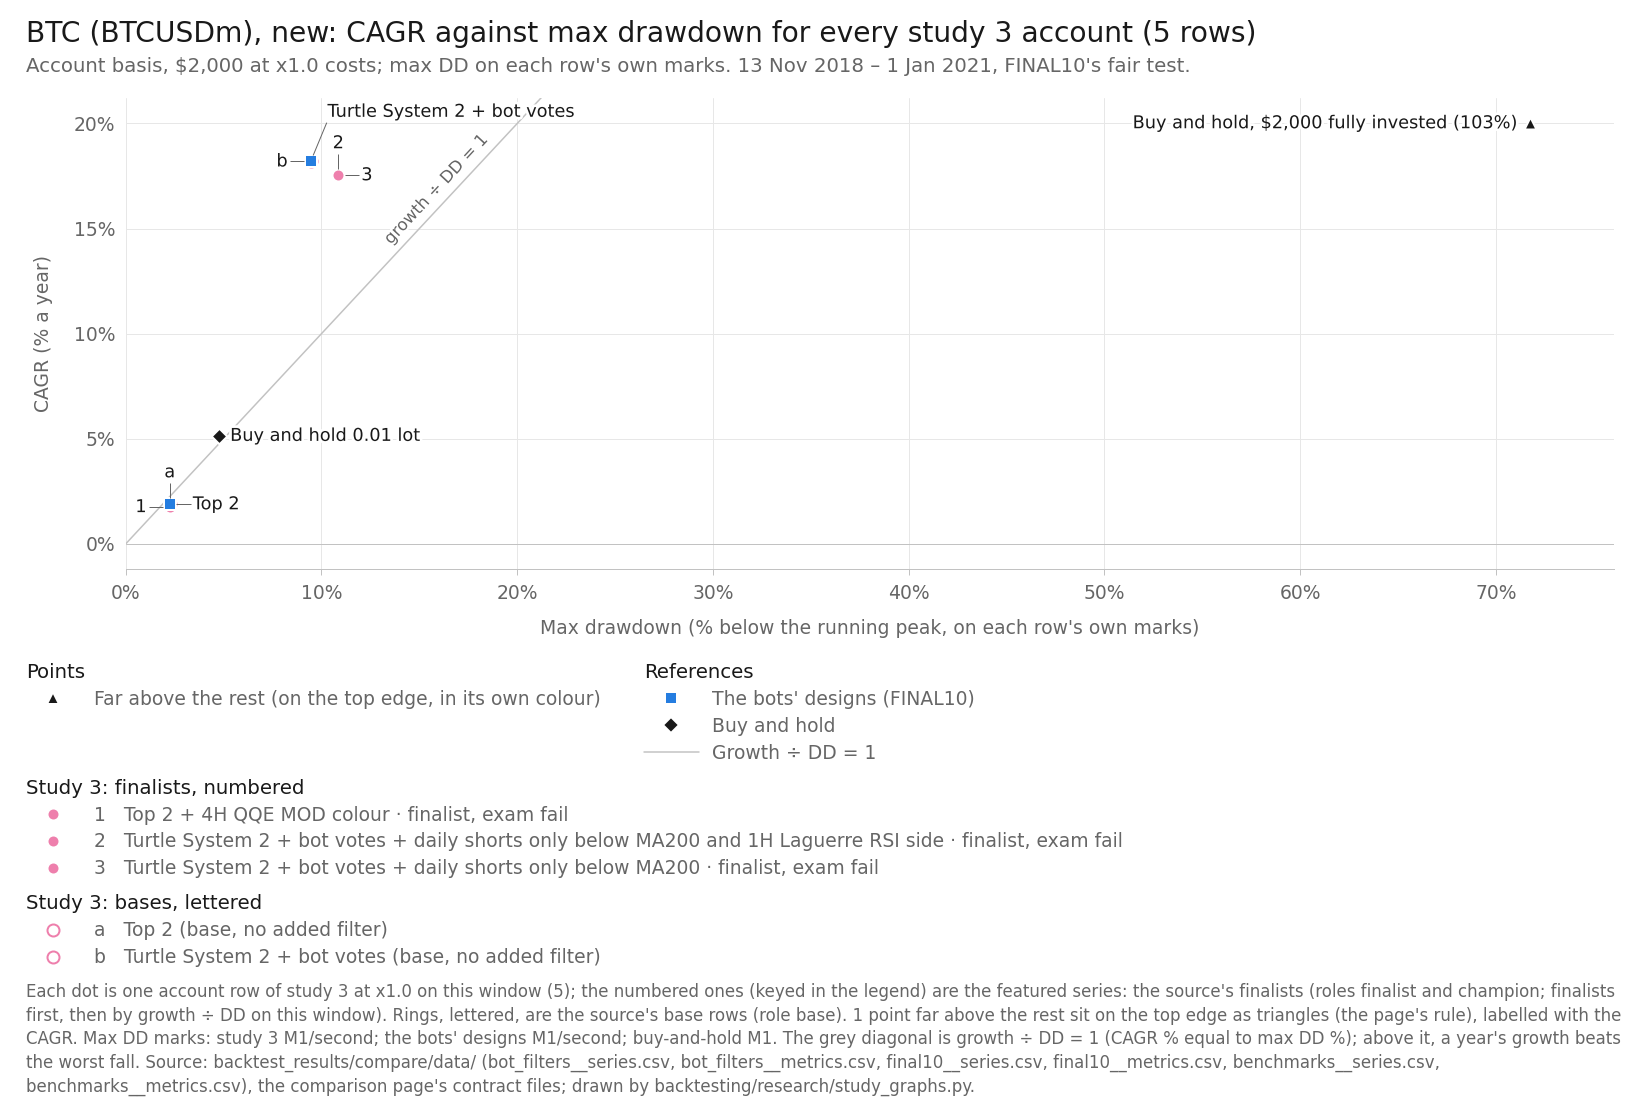 BTC (BTCUSDm), new: CAGR against max drawdown for every study 3 account (5 rows)
Account basis, $2,000 at x1.0 costs; max DD on each row's own marks. 13 Nov 2018 – 1 Jan 2021, FINAL10's fair test.
Turtle System 2 + bot votes
Buy and hold, $2,000 fully invested (103%)
20%
2
b
3
growth ÷ DD = 1
15%
CAGR (% a year)
10%
5%
Buy and hold 0.01 lot
a
1
Top 2
0%
0%
10%
20%
30%
40%
50%
60%
70%
Max drawdown (% below the running peak, on each row's own marks)
Points
Far above the rest (on the top edge, in its own colour)
References
The bots' designs (FINAL10)
Buy and hold
Growth ÷ DD = 1
Study 3: finalists, numbered
1 Top 2 + 4H QQE MOD colour · finalist, exam fail
2 Turtle System 2 + bot votes + daily shorts only below MA200 and 1H Laguerre RSI side · finalist, exam fail
3 Turtle System 2 + bot votes + daily shorts only below MA200 · finalist, exam fail
Study 3: bases, lettered
a Top 2 (base, no added filter)
b Turtle System 2 + bot votes (base, no added filter)
Each dot is one account row of study 3 at x1.0 on this window (5); the numbered ones (keyed in the legend) are the featured series: the source's finalists (roles finalist and champion; finalists
first, then by growth ÷ DD on this window). Rings, lettered, are the source's base rows (role base). 1 point far above the rest sit on the top edge as triangles (the page's rule), labelled with the
CAGR. Max DD marks: study 3 M1/second; the bots' designs M1/second; buy-and-hold M1. The grey diagonal is growth ÷ DD = 1 (CAGR % equal to max DD %); above it, a year's growth beats
the worst fall. Source: backtest_results/compare/data/ (bot_filters__series.csv, bot_filters__metrics.csv, final10__series.csv, final10__metrics.csv, benchmarks__series.csv,
benchmarks__metrics.csv), the comparison page's contract files; drawn by backtesting/research/study_graphs.py.